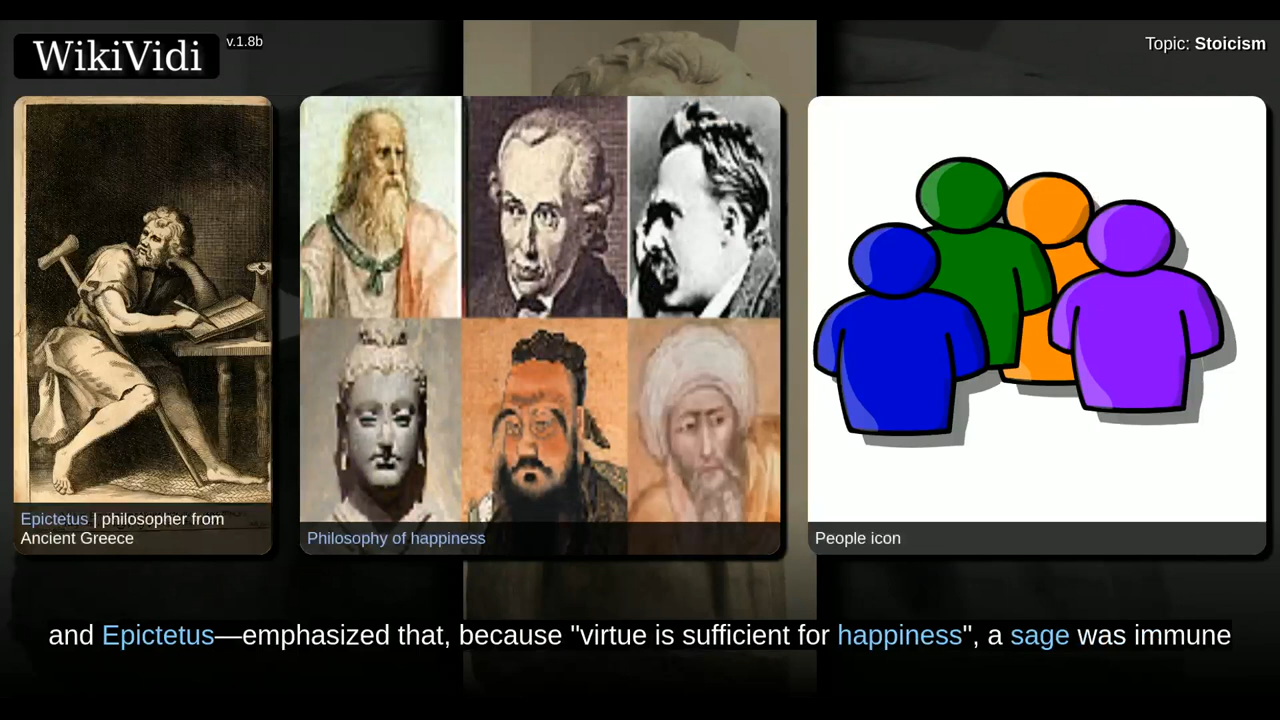 WikiVidi
v.1.8b
Topic: Stoicism
Epictetus | philosopher from
Ancient Greece
Philosophy of happiness
People icon
and Epictetus—emphasized that, because "virtue is sufficient for happiness", a sage was immune